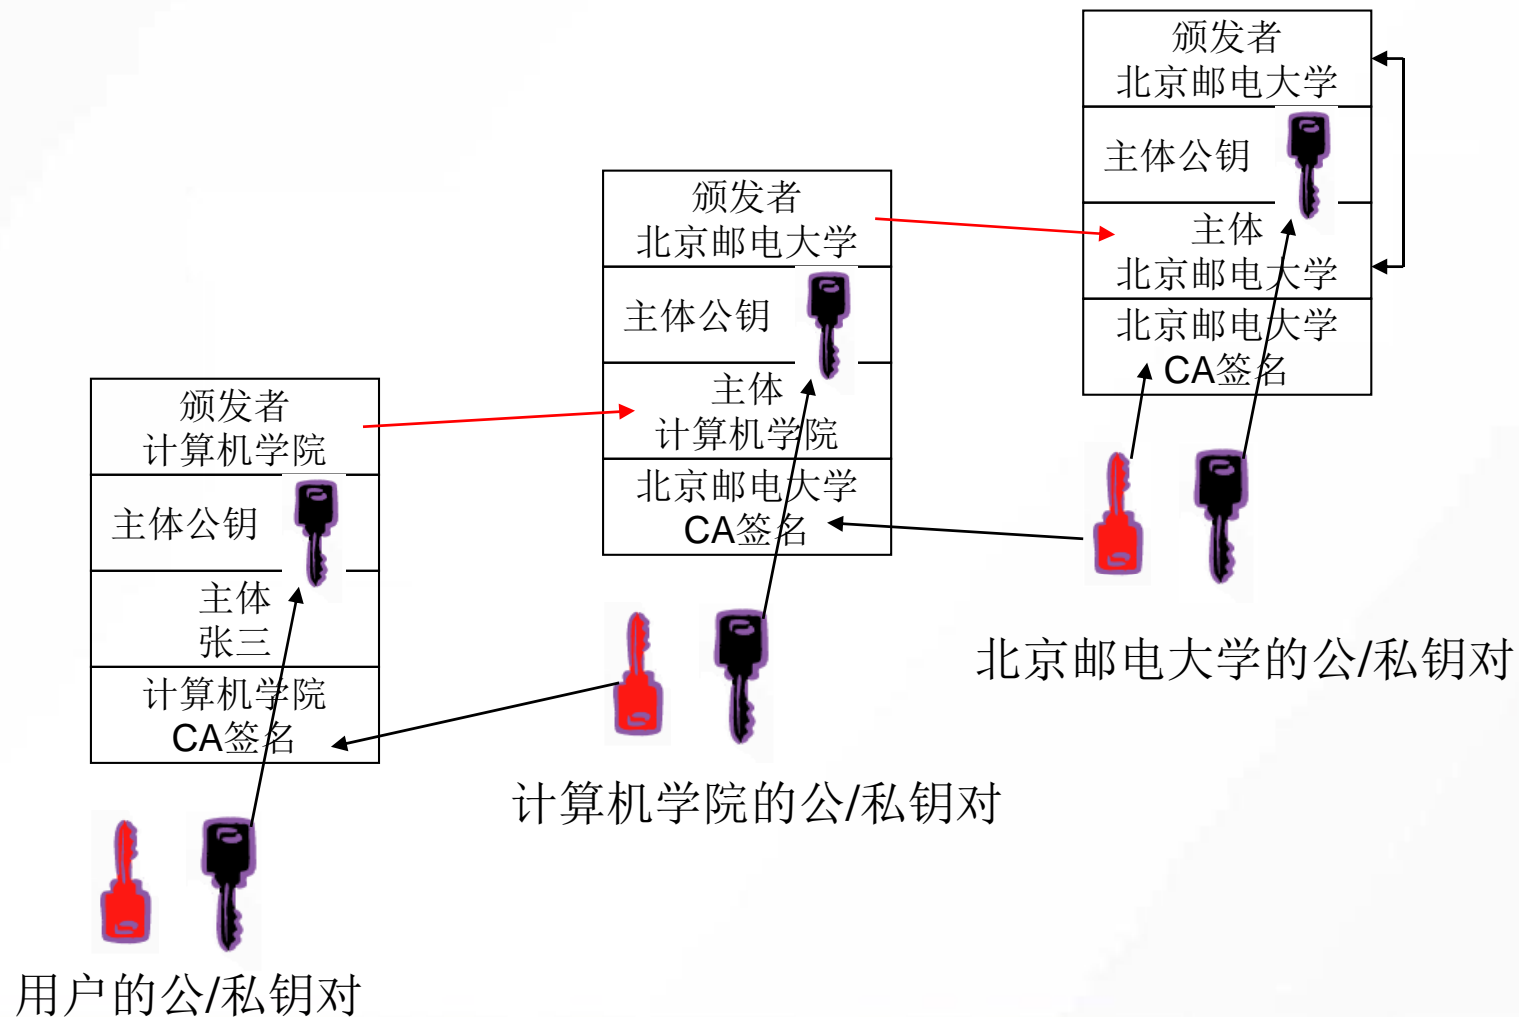 颁发者
北京邮电大学
主体公钥
主体
北京邮电大学
北京邮电大学
CA签名
颁发者
北京邮电大学
主体公钥
主体
计算机学院
北京邮电大学
CA签名
颁发者
计算机学院
主体公钥
主体
张三
计算机学院
CA签名
北京邮电大学的公/私钥对
计算机学院的公/私钥对
用户的公/私钥对